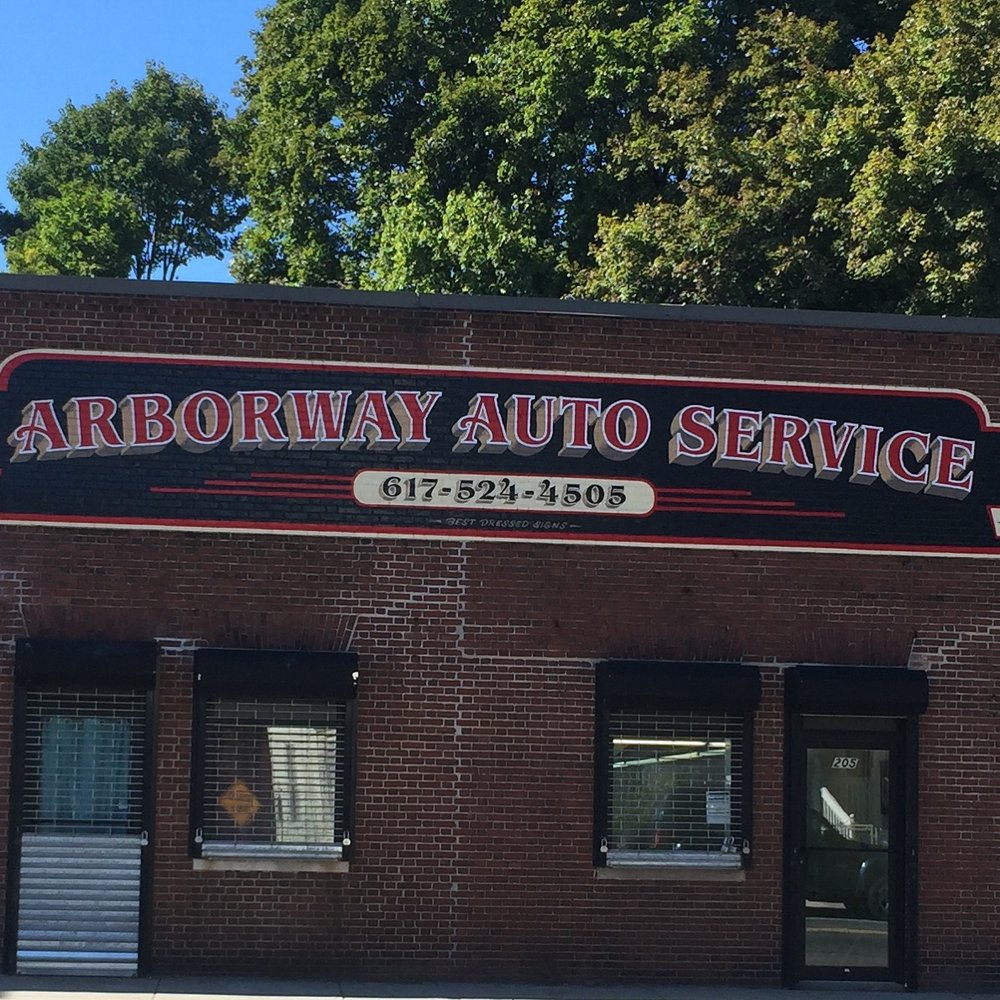 ARBORWAY AUTO SERVICE
617-524-4505
BEST DRESSED SIGNS
205